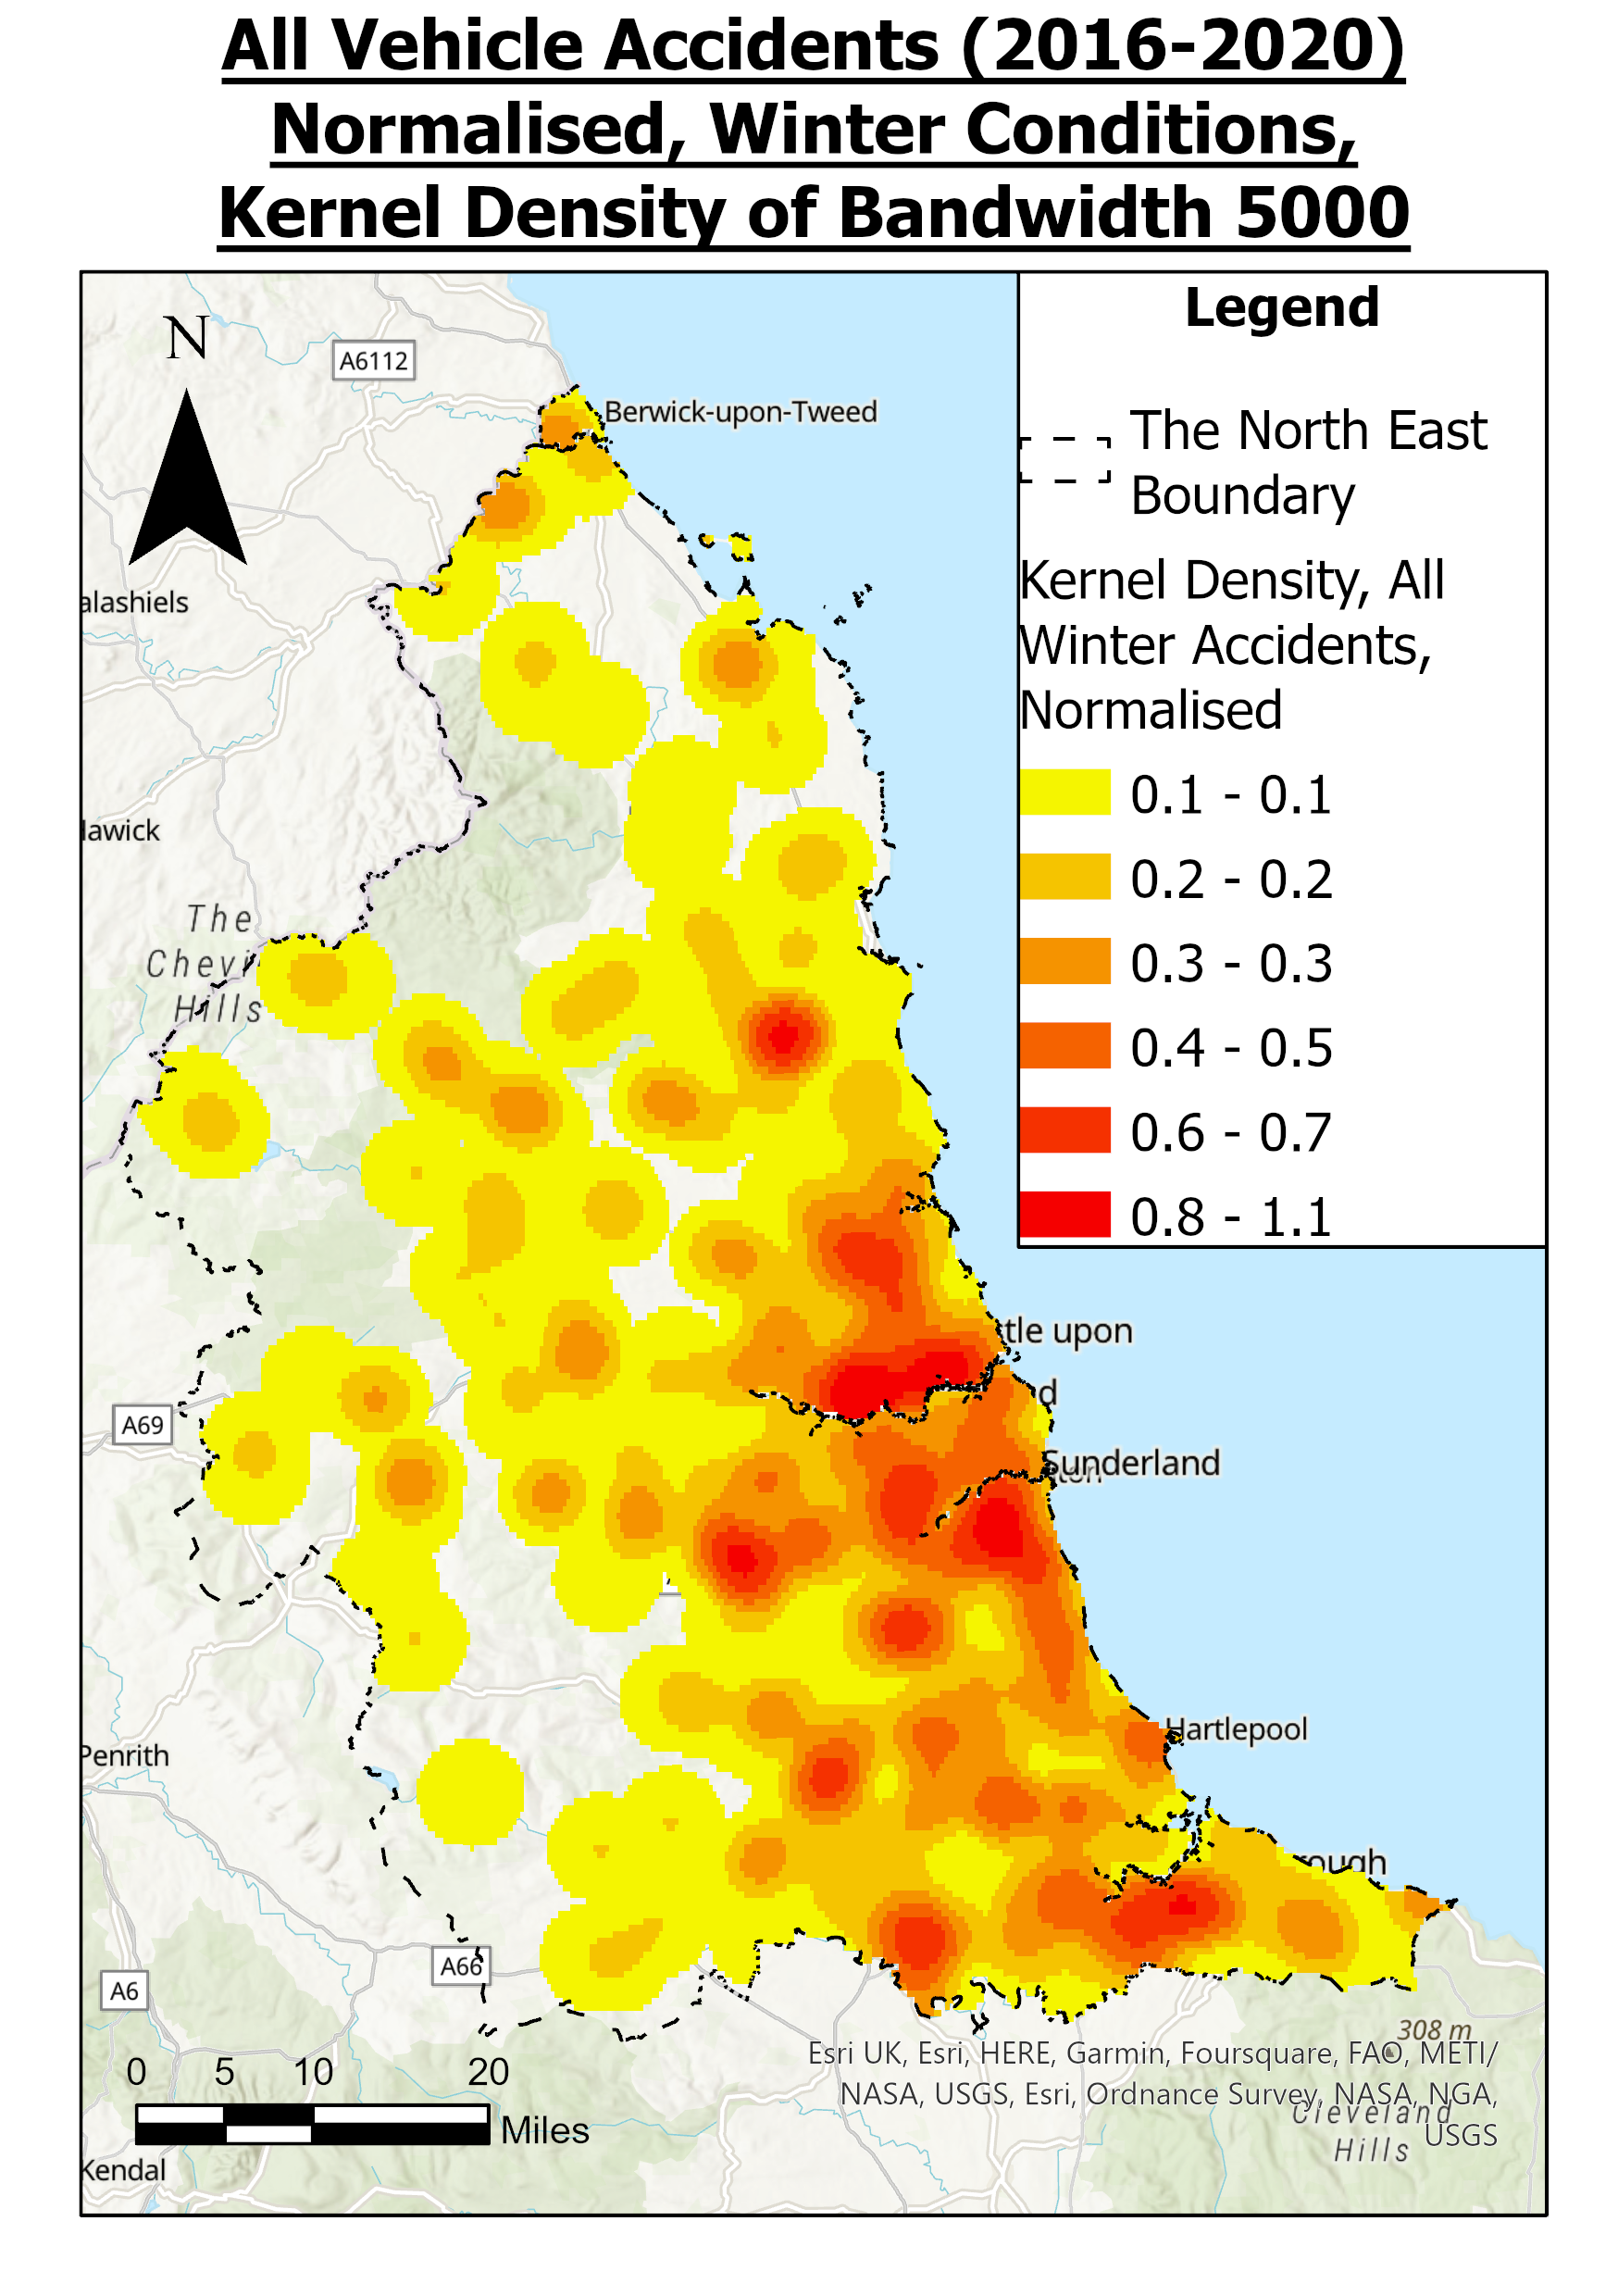 All Vehicle Accidents (2016-2020)
Normalised, Winter Conditions,
Kernel Density of Bandwidth 5000
Legend
N
A6112
Berwick-upon-Tweed
The North East
Boundary
Kernel Density, All
Winter Accidents,
Normalised
0.1 - 0.1
0.2 - 0.2
0.3 - 0.3
0.4 - 0.5
0.6 - 0.7
0.8 - 1.1
alashiels
lawick
The
Chevi
Hills
tle upon
d
A69
Sunderland
Hartlepool
Penrith
rough
A66
A6
308 m
Esri UK, Esri, HERE, Garmin, Foursquare, FAO, METI/
NASA, USGS, Esri, Ordnance Survey, NASA, NGA,
USGS
Cleveland
Hills
0 5 10 20
Miles
Kendal